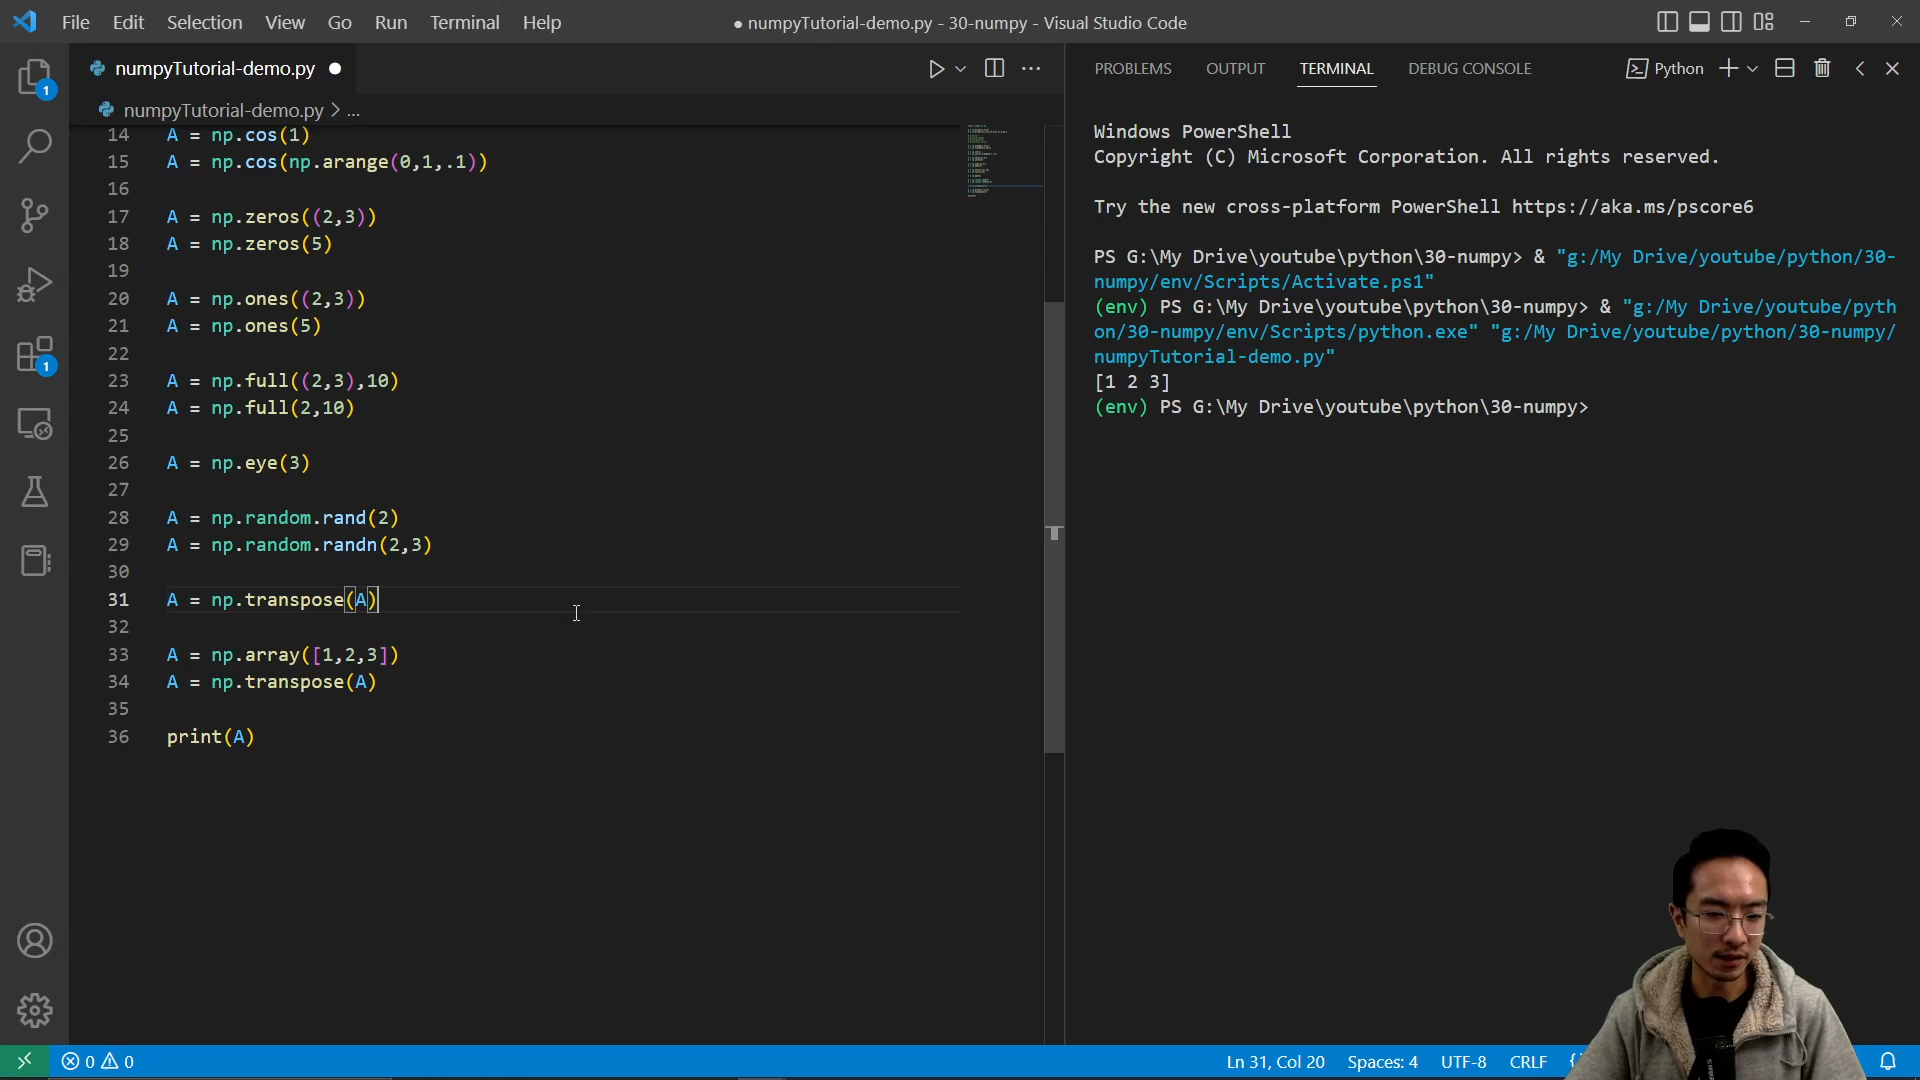 File Edit Selection View Go Run Terminal Help
● numpyTutorial-demo.py - 30-numpy - Visual Studio Code
numpyTutorial-demo.py ●
numpyTutorial-demo.py > ...
14 A = np.cos(1)
15 A = np.cos(np.arange(0,1,.1))
16
17 A = np.zeros((2,3))
18 A = np.zeros(5)
19
20 A = np.ones((2,3))
21 A = np.ones(5)
22
23 A = np.full((2,3),10)
24 A = np.full(2,10)
25
26 A = np.eye(3)
27
28 A = np.random.rand(2)
29 A = np.random.randn(2,3)
30
31 A = np.transpose(A)
32
33 A = np.array([1,2,3])
34 A = np.transpose(A)
35
36 print(A)
PROBLEMS OUTPUT TERMINAL DEBUG CONSOLE
Python
Windows PowerShell
Copyright (C) Microsoft Corporation. All rights reserved.
Try the new cross-platform PowerShell https://aka.ms/pscore6
PS G:\My Drive\youtube\python\30-numpy> & "g:/My Drive/youtube/python/30-
numpy/env/Scripts/Activate.ps1"
(env) PS G:\My Drive\youtube\python\30-numpy> & "g:/My Drive/youtube/pyth
on/30-numpy/env/Scripts/python.exe" "g:/My Drive/youtube/python/30-numpy/
numpyTutorial-demo.py"
[1 2 3]
(env) PS G:\My Drive\youtube\python\30-numpy>
1
1
0 0
Ln 31, Col 20 Spaces: 4 UTF-8 CRLF